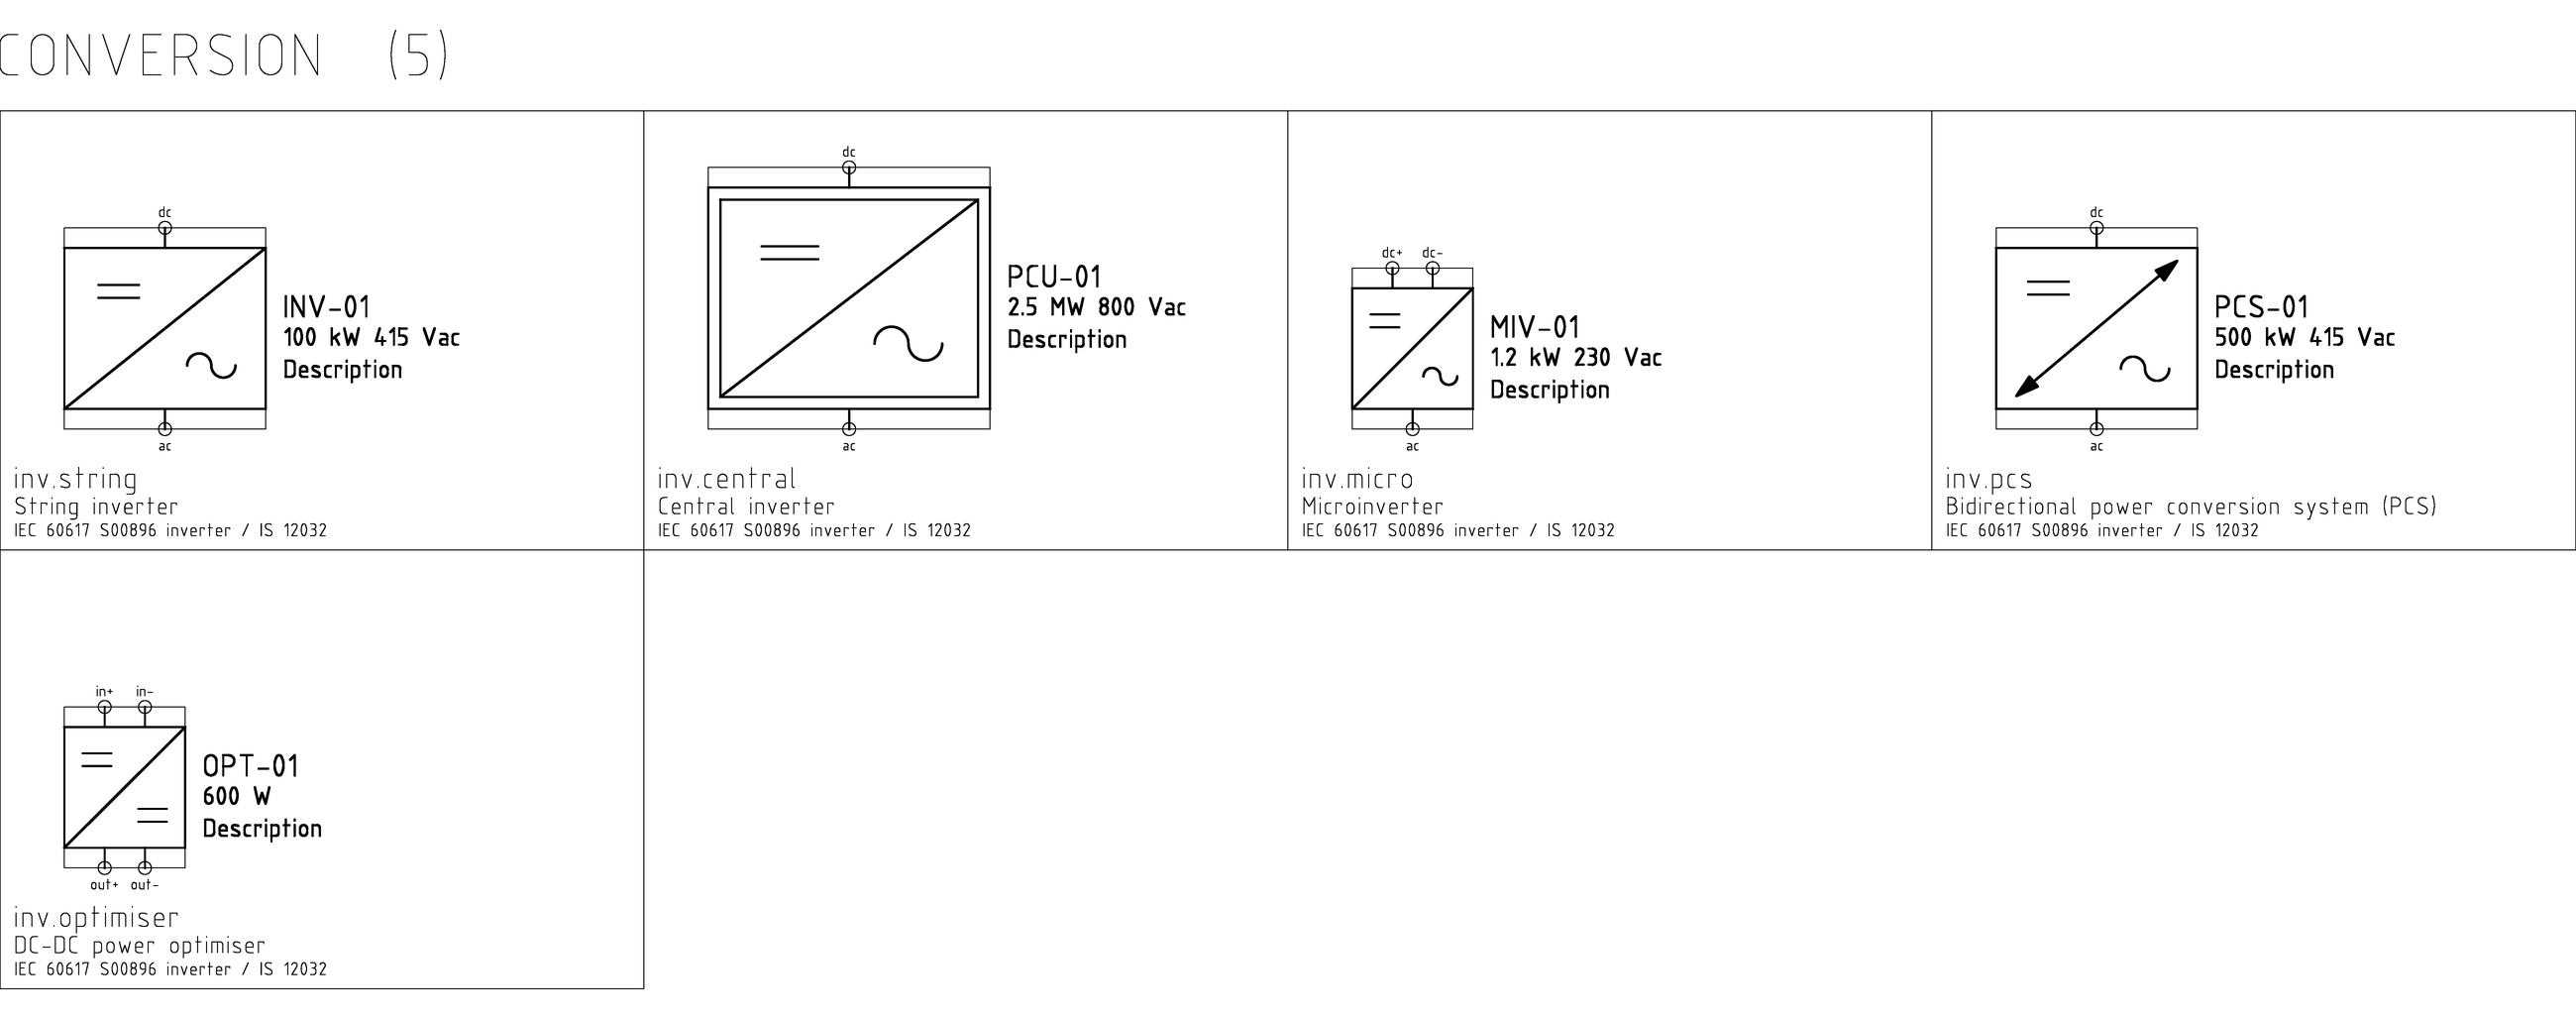 CONVERSION (5)
dc
INV-01
100 kW 415 Vac
Description
ac
inv.string
String inverter
IEC 60617 S00896 inverter / IS 12032
dc
PCU-01
2.5 MW 800 Vac
Description
ac
inv.central
Central inverter
IEC 60617 S00896 inverter / IS 12032
dc+ dc-
MIV-01
1.2 kW 230 Vac
Description
ac
inv.micro
Microinverter
IEC 60617 S00896 inverter / IS 12032
dc
PCS-01
500 kW 415 Vac
Description
ac
inv.pcs
Bidirectional power conversion system (PCS)
IEC 60617 S00896 inverter / IS 12032
in+ in-
OPT-01
600 W
Description
out+ out-
inv.optimiser
DC-DC power optimiser
IEC 60617 S00896 inverter / IS 12032